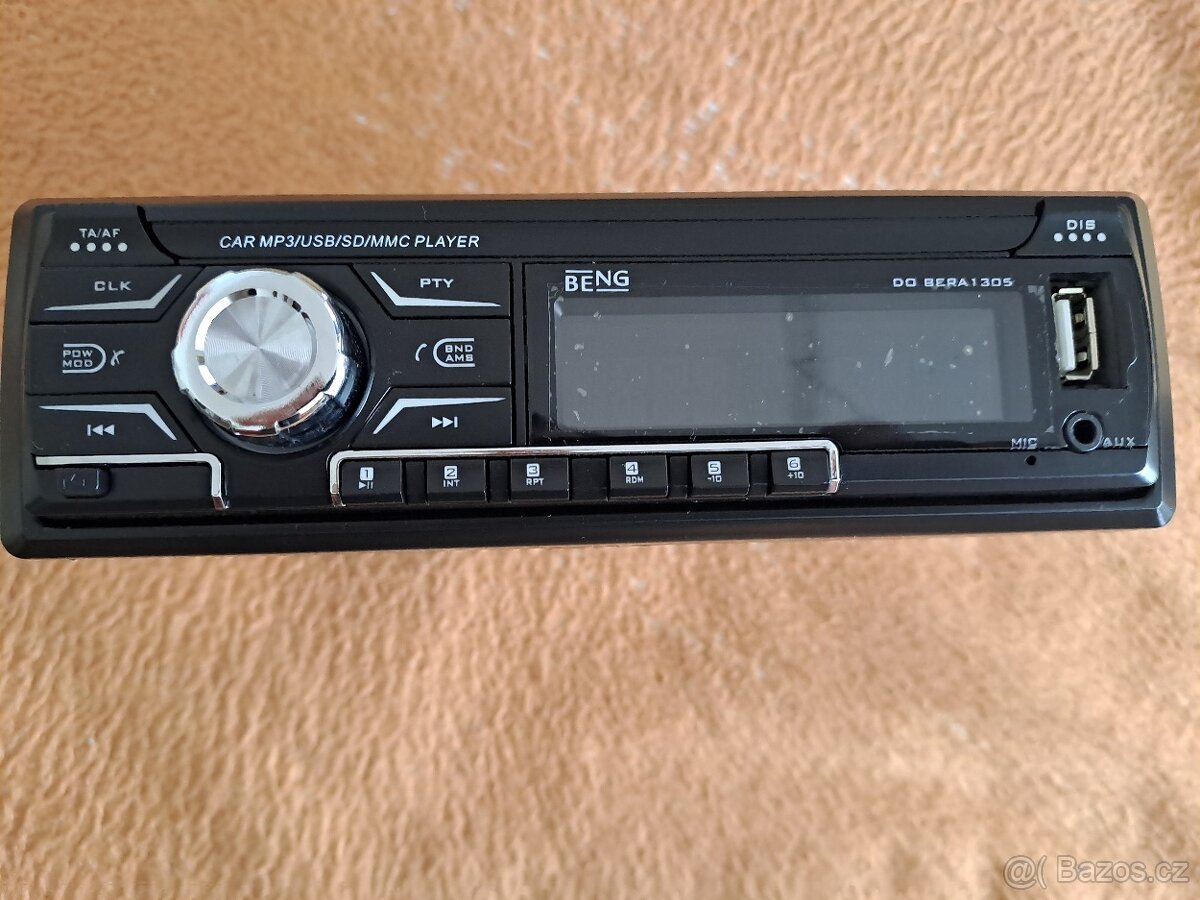 TA/AF
CAR MP3/USB/SD/MMC PLAYER
DIS
CLK
PTY
BENG
DO BERA1305
POW
MOD
BND
AMS
MIC
AUX
1
2
INT
3
RPT
4
RDM
5
-10
6
+10
@( Bazos.cz